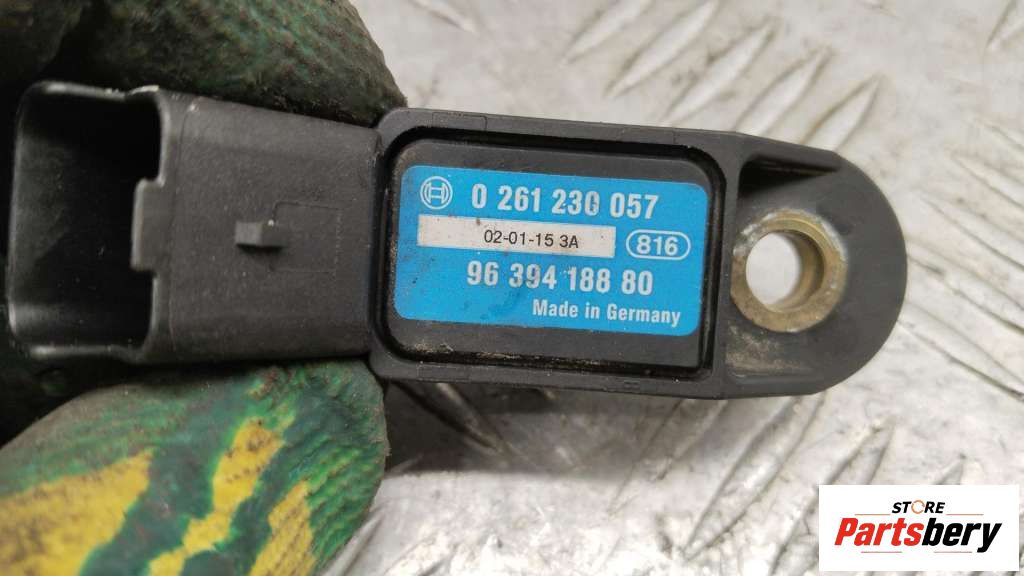 0 261 230 057
02-01-15 3A
816
96 394 188 80
Made in Germany
STORE
Partsbery